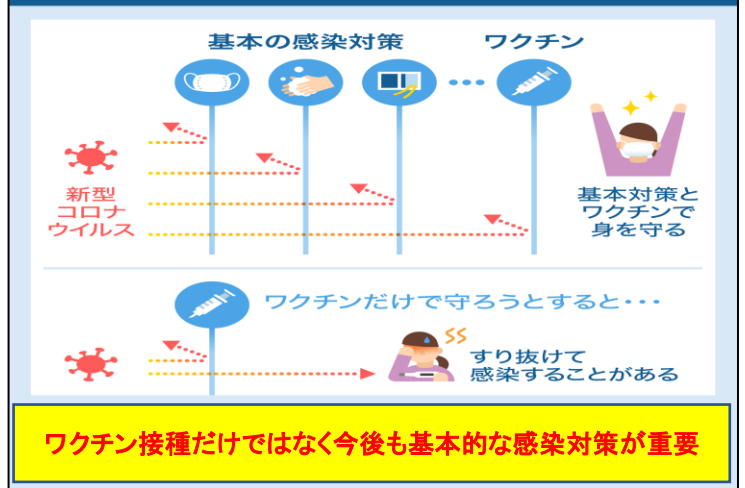 基本の感染対策
ワクチン
新型
コロナ
ウイルス
基本対策と
ワクチンで
身を守る
ワクチンだけで守ろうとすると・・・
すり抜けて
感染することがある
ワクチン接種だけではなく今後も基本的な感染対策が重要